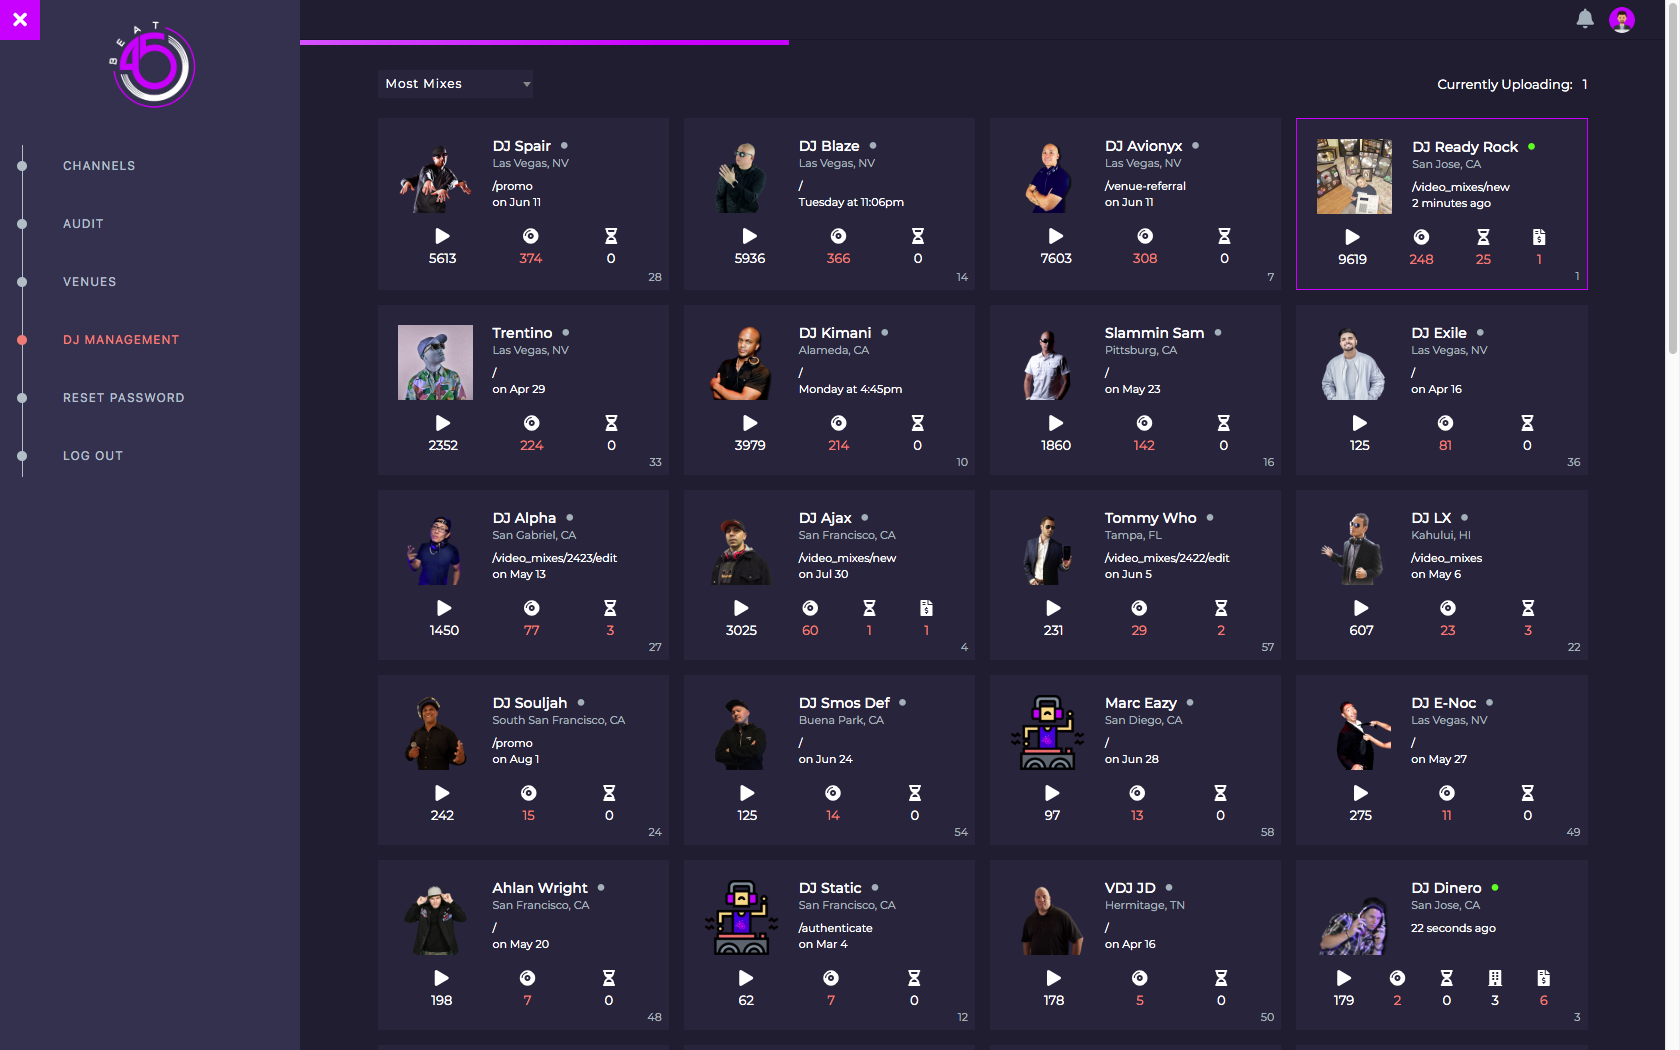 BEAT
45
CHANNELS
AUDIT
VENUES
DJ MANAGEMENT
RESET PASSWORD
LOG OUT
Most Mixes
Currently Uploading: 1
DJ Spair
Las Vegas, NV
/promo
on Jun 11
5613 374 0
28
DJ Blaze
Las Vegas, NV
/
Tuesday at 11:06pm
5936 366 0
14
DJ Avionyx
Las Vegas, NV
/venue-referral
on Jun 11
7603 308 0
7
DJ Ready Rock
San Jose, CA
/video_mixes/new
2 minutes ago
9619 248 25 1
1
Trentino
Las Vegas, NV
/
on Apr 29
2352 224 0
33
DJ Kimani
Alameda, CA
/
Monday at 4:45pm
3979 214 0
10
Slammin Sam
Pittsburg, CA
/
on May 23
1860 142 0
16
DJ Exile
Las Vegas, NV
/
on Apr 16
125 81 0
36
DJ Alpha
San Gabriel, CA
/video_mixes/2423/edit
on May 13
1450 77 3
27
DJ Ajax
San Francisco, CA
/video_mixes/new
on Jul 30
3025 60 1 1
4
Tommy Who
Tampa, FL
/video_mixes/2422/edit
on Jun 5
231 29 2
57
DJ LX
Kahului, HI
/video_mixes
on May 6
607 23 3
22
DJ Souljah
South San Francisco, CA
/promo
on Aug 1
242 15 0
24
DJ Smos Def
Buena Park, CA
/
on Jun 24
125 14 0
54
Marc Eazy
San Diego, CA
/
on Jun 28
97 13 0
58
DJ E-Noc
Las Vegas, NV
/
on May 27
275 11 0
49
Ahlan Wright
San Francisco, CA
/
on May 20
198 7 0
48
DJ Static
San Francisco, CA
/authenticate
on Mar 4
62 7 0
12
VDJ JD
Hermitage, TN
/
on Apr 16
178 5 0
50
DJ Dinero
San Jose, CA
22 seconds ago
179 2 0 3 6
3